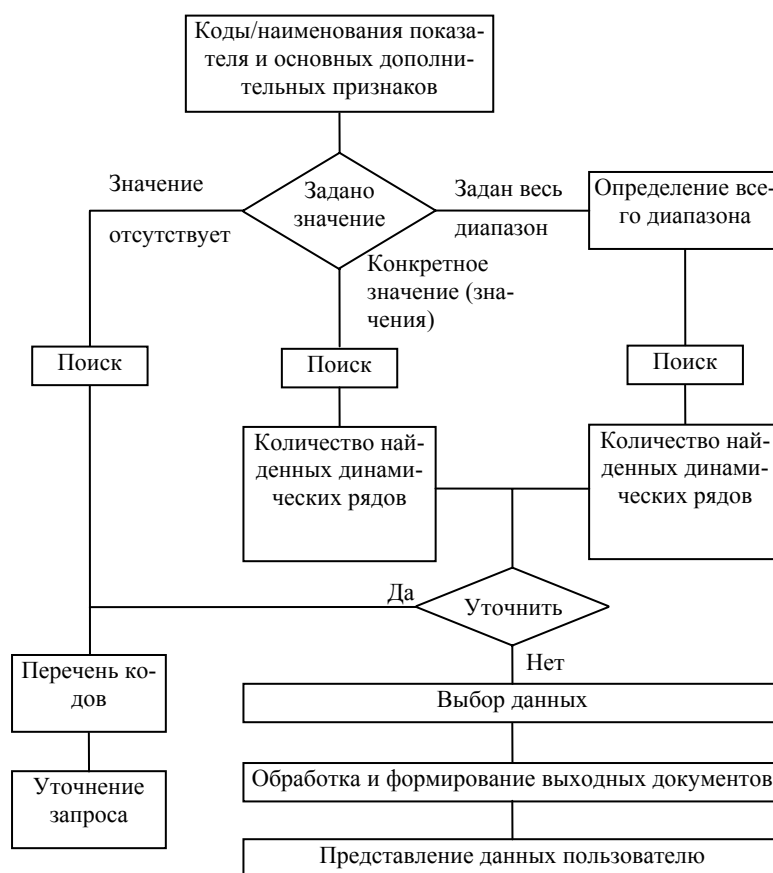 Коды/наименования показа-
теля и основных дополни-
тельных признаков
Значение
отсутствует
Задано
значение
Задан весь
диапазон
Определение все-
го диапазона
Конкретное
значение (зна-
чения)
Поиск
Поиск
Поиск
Количество най-
денных динами-
ческих рядов
Количество най-
денных динами-
ческих рядов
Да
Уточнить
Нет
Перечень ко-
дов
Выбор данных
Уточнение
запроса
Обработка и формирование выходных документов
Представление данных пользователю